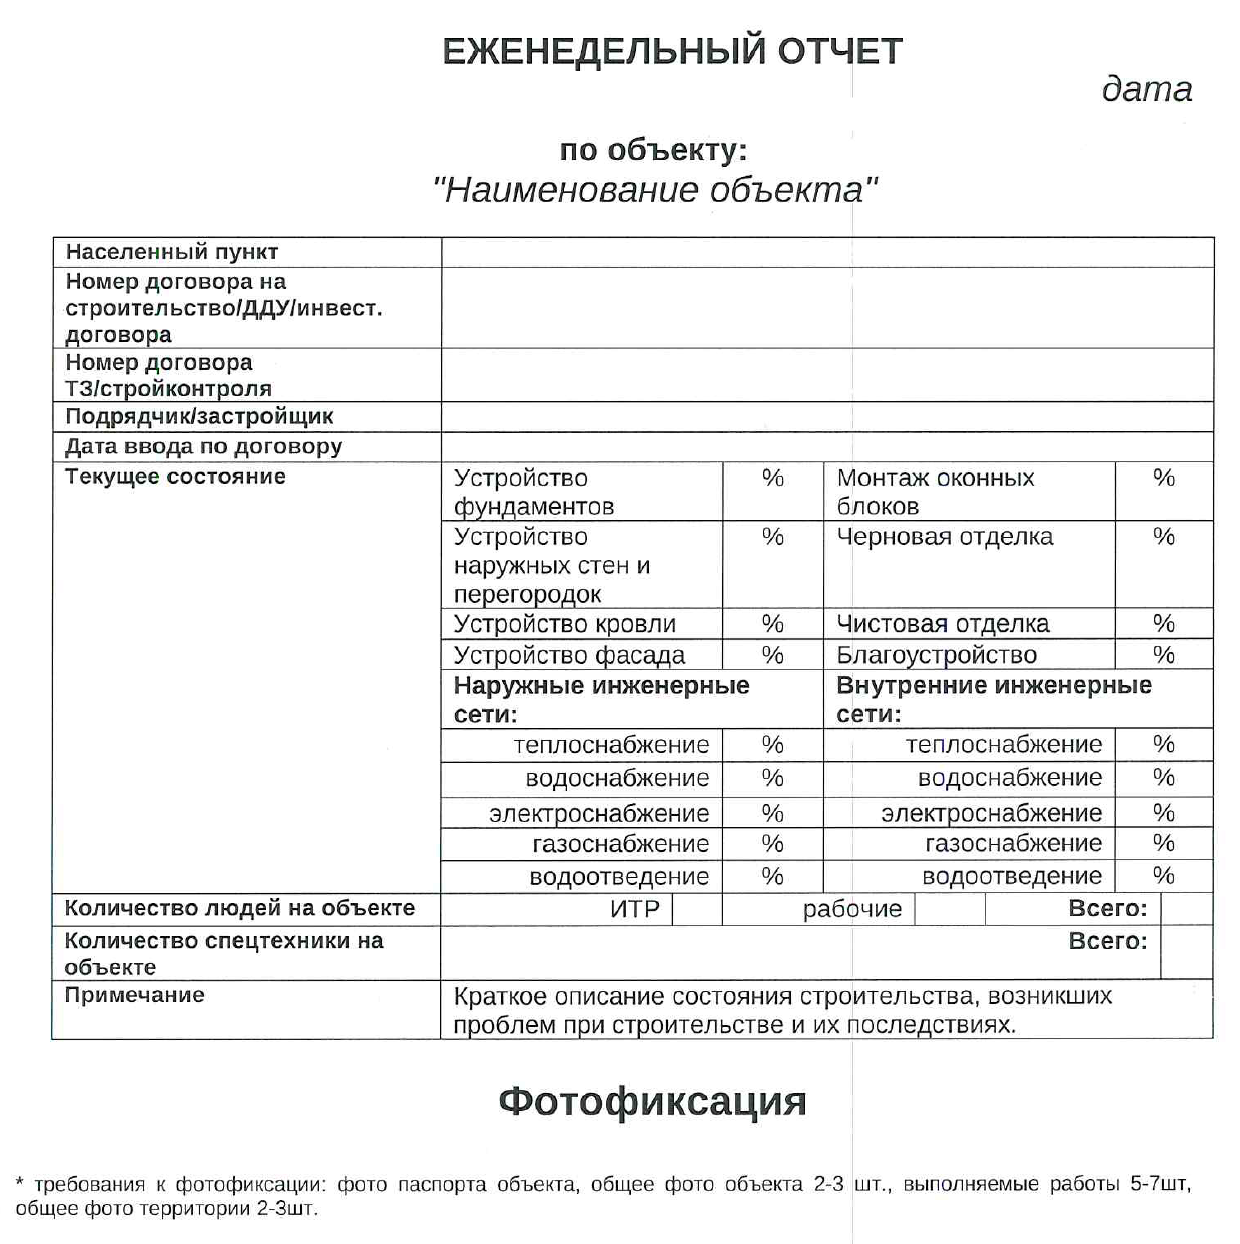 ЕЖЕНЕДЕЛЬНЫЙ ОТЧЕТ
дата
по объекту:
"Наименование объекта"
Населенный пункт
Номер договора на
строительство/ДДУ/инвест.
договора
Номер договора
ТЗ/стройконтроля
Подрядчик/застройщик
Дата ввода по договору
Текущее состояние
Устройство фундаментов % Монтаж оконных блоков %
Устройство наружных стен и перегородок % Черновая отделка %
Устройство кровли % Чистовая отделка %
Устройство фасада % Благоустройство %
Наружные инженерные сети: Внутренние инженерные сети:
теплоснабжение % теплоснабжение %
водоснабжение % водоснабжение %
электроснабжение % электроснабжение %
газоснабжение % газоснабжение %
водоотведение % водоотведение %
Количество людей на объекте ИТР рабочие Всего:
Количество спецтехники на объекте Всего:
Примечание
Краткое описание состояния строительства, возникших
проблем при строительстве и их последствиях.
Фотофиксация
* требования к фотофиксации: фото паспорта объекта, общее фото объекта 2-3 шт., выполняемые работы 5-7шт,
общее фото территории 2-3шт.